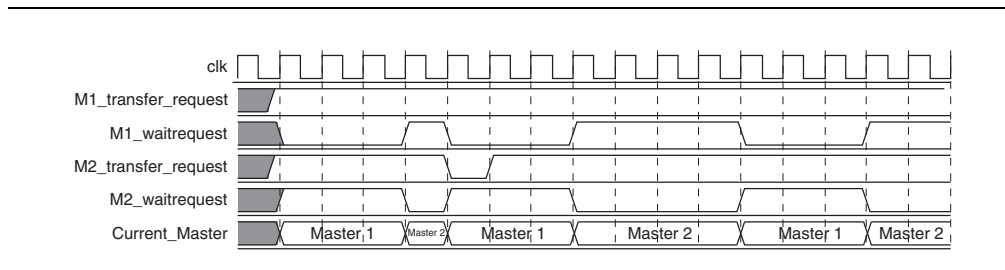 clk
M1_transfer_request
M1_waitrequest
M2_transfer_request
M2_waitrequest
Current_Master Master 1 Master 2 Master 1 Master 2 Master 1 Master 2